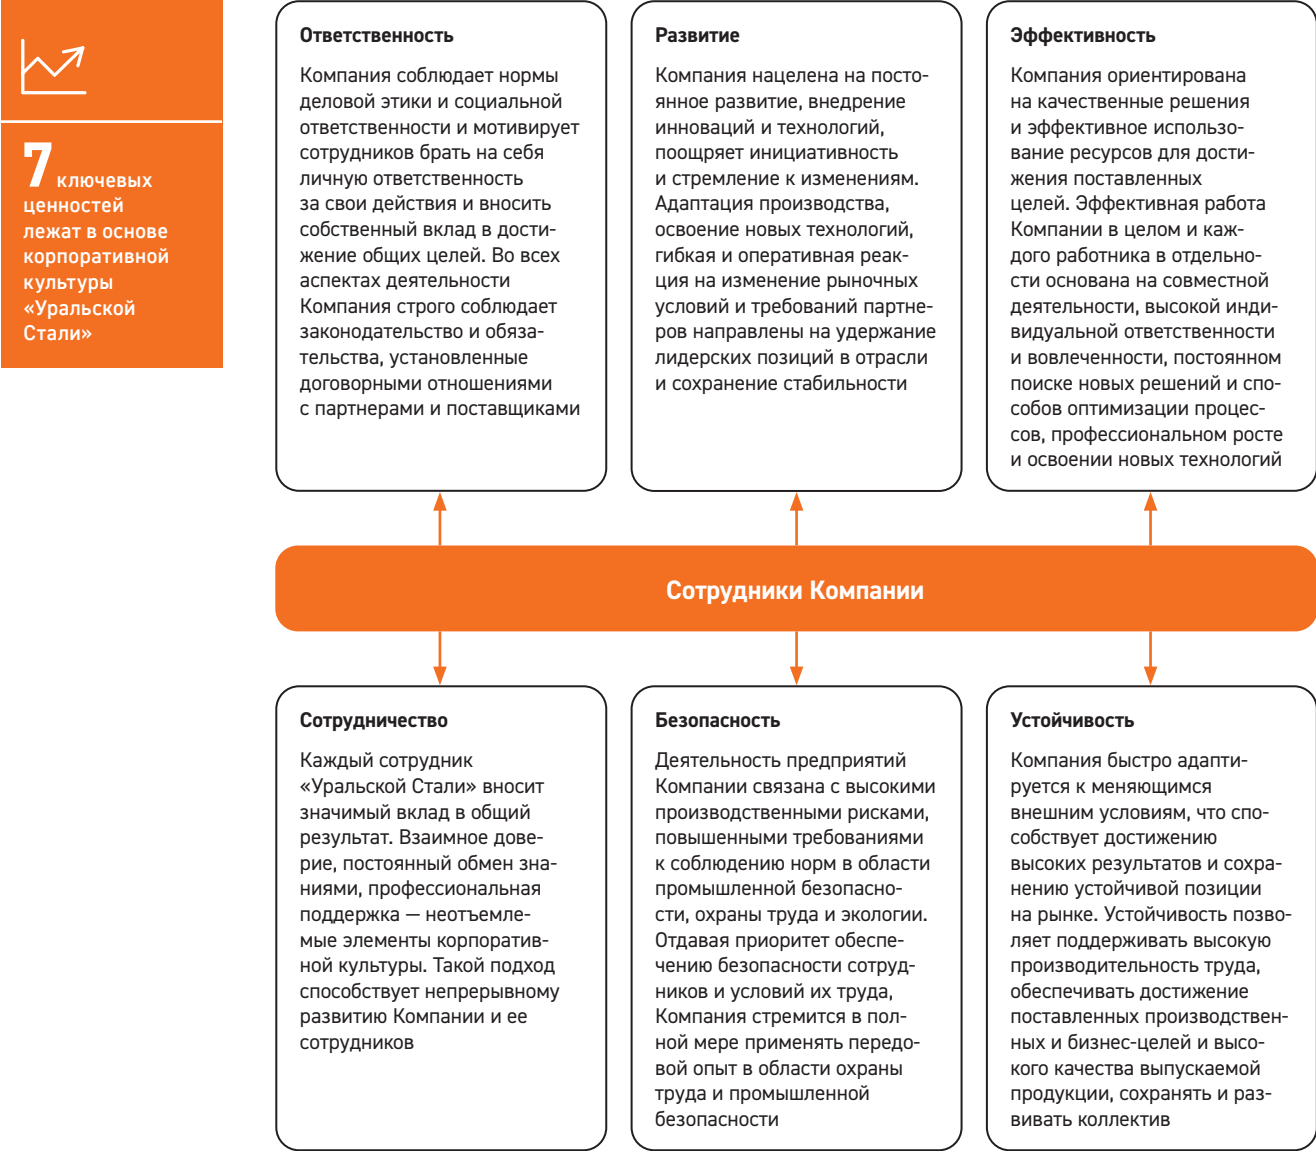 7 ключевых
ценностей
лежат в основе
корпоративной
культуры
«Уральской
Стали»
Ответственность
Компания соблюдает нормы
деловой этики и социальной
ответственности и мотивирует
сотрудников брать на себя
личную ответственность
за свои действия и вносить
собственный вклад в дости-
жение общих целей. Во всех
аспектах деятельности
Компания строго соблюдает
законодательство и обяза-
тельства, установленные
договорными отношениями
с партнерами и поставщиками
Развитие
Компания нацелена на посто-
янное развитие, внедрение
инноваций и технологий,
поощряет инициативность
и стремление к изменениям.
Адаптация производства,
освоение новых технологий,
гибкая и оперативная реак-
ция на изменение рыночных
условий и требований партне-
ров направлены на удержание
лидерских позиций в отрасли
и сохранение стабильности
Эффективность
Компания ориентирована
на качественные решения
и эффективное использо-
вание ресурсов для дости-
жения поставленных
целей. Эффективная работа
Компании в целом и каж-
дого работника в отдельно-
сти основана на совместной
деятельности, высокой инди-
видуальной ответственности
и вовлеченности, постоянном
поиске новых решений и спо-
собов оптимизации процес-
сов, профессиональном росте
и освоении новых технологий
Сотрудники Компании
Сотрудничество
Каждый сотрудник
«Уральской Стали» вносит
значимый вклад в общий
результат. Взаимное дове-
рие, постоянный обмен зна-
ниями, профессиональная
поддержка — неотъемле-
мые элементы корпоратив-
ной культуры. Такой подход
способствует непрерывному
развитию Компании и ее
сотрудников
Безопасность
Деятельность предприятий
Компании связана с высокими
производственными рисками,
повышенными требованиями
к соблюдению норм в области
промышленной безопасно-
сти, охраны труда и экологии.
Отдавая приоритет обеспе-
чению безопасности сотруд-
ников и условий их труда,
Компания стремится в пол-
ной мере применять передо-
вой опыт в области охраны
труда и промышленной
безопасности
Устойчивость
Компания быстро адапти-
руется к меняющимся
внешним условиям, что спо-
собствует достижению
высоких результатов и сохра-
нению устойчивой позиции
на рынке. Устойчивость позво-
ляет поддерживать высокую
производительность труда,
обеспечивать достижение
поставленных производствен-
ных и бизнес-целей и высо-
кого качества выпускаемой
продукции, сохранять и раз-
вивать коллектив